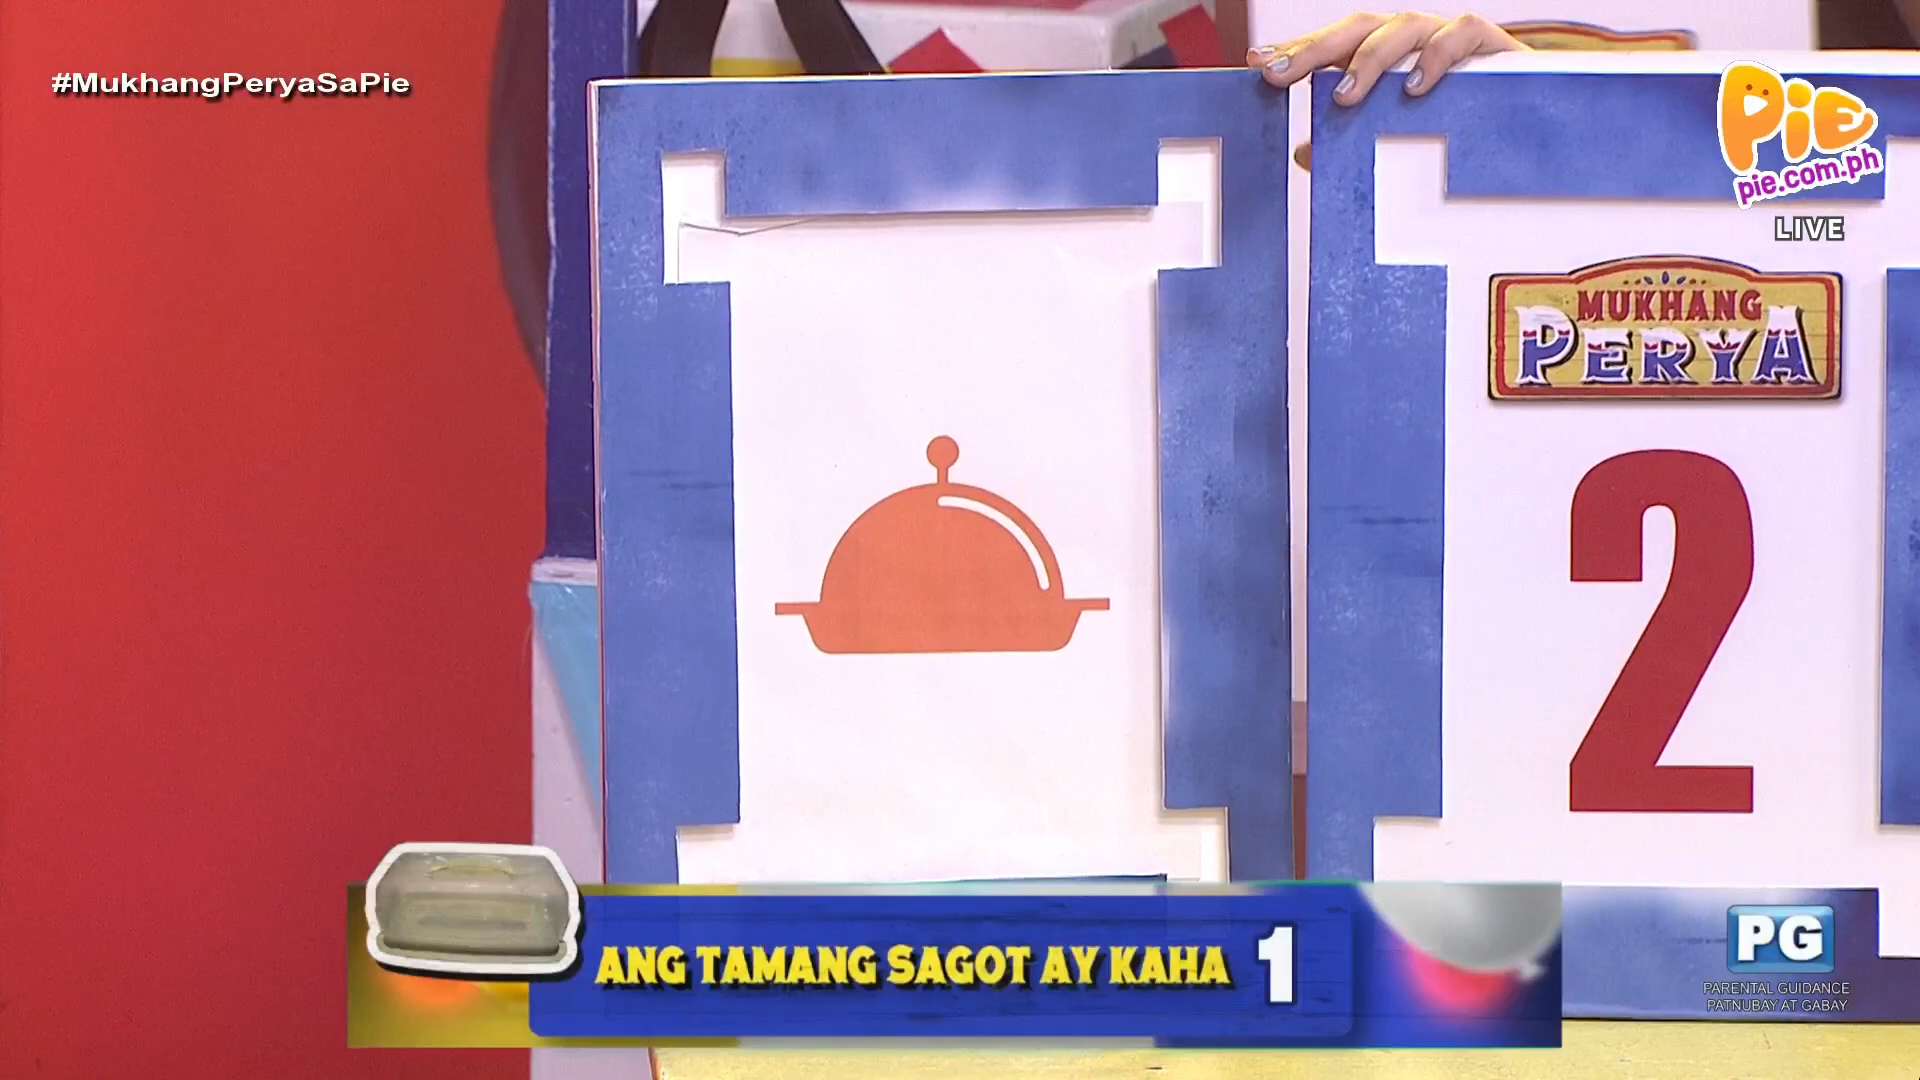 #MukhangPeryaSaPie
PiE
pie.com.ph
LIVE
MUKHANG
PERYA
2
ANG TAMANG SAGOT AY KAHA 1
PG
PARENTAL GUIDANCE
PATNUBAY AT GABAY